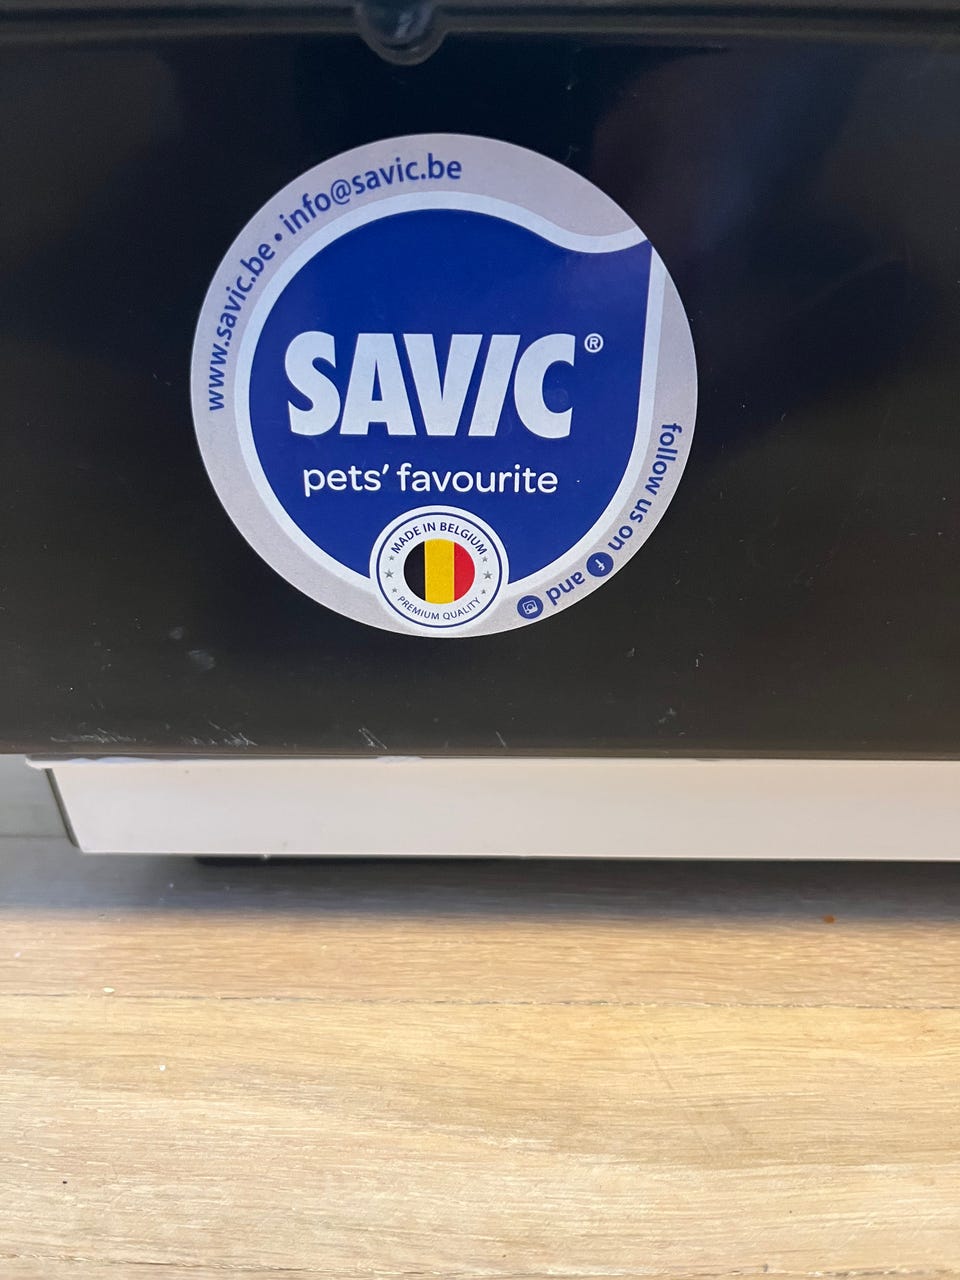 www.savic.be • info@savic.be
SAVIC®
pets' favourite
MADE IN BELGIUM
PREMIUM QUALITY
follow us on f and